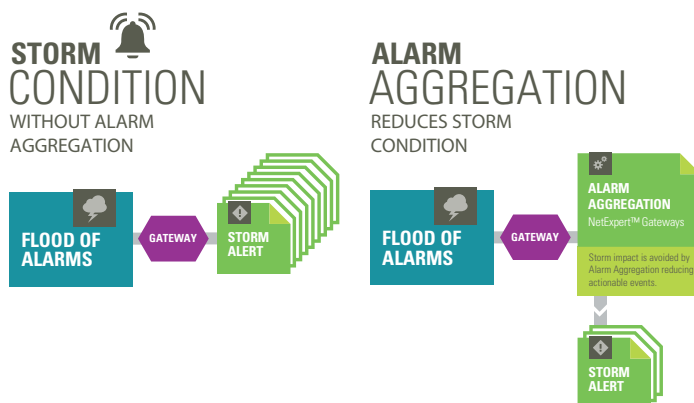 STORM
CONDITION
WITHOUT ALARM
AGGREGATION
FLOOD OF
ALARMS
GATEWAY
STORM
ALERT
ALARM
AGGREGATION
REDUCES STORM
CONDITION
FLOOD OF
ALARMS
GATEWAY
ALARM
AGGREGATION
NetExpert™ Gateways
Storm impact is avoided by
Alarm Aggregation reducing
actionable events.
STORM
ALERT